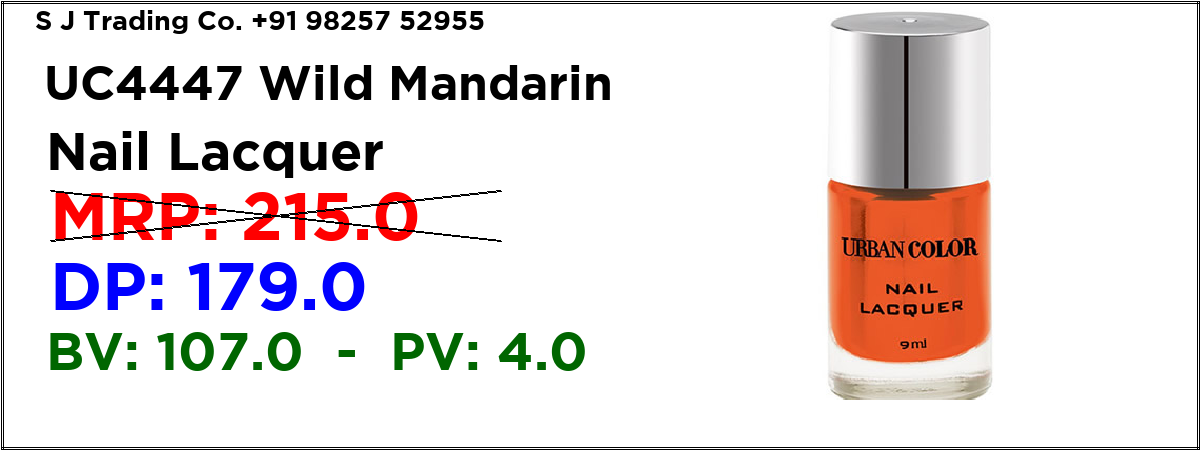 S J Trading Co. +91 98257 52955
UC4447 Wild Mandarin
Nail Lacquer
MRP: 215.0
DP: 179.0
BV: 107.0 - PV: 4.0
URBAN COLOR
NAIL
LACQUER
9ml